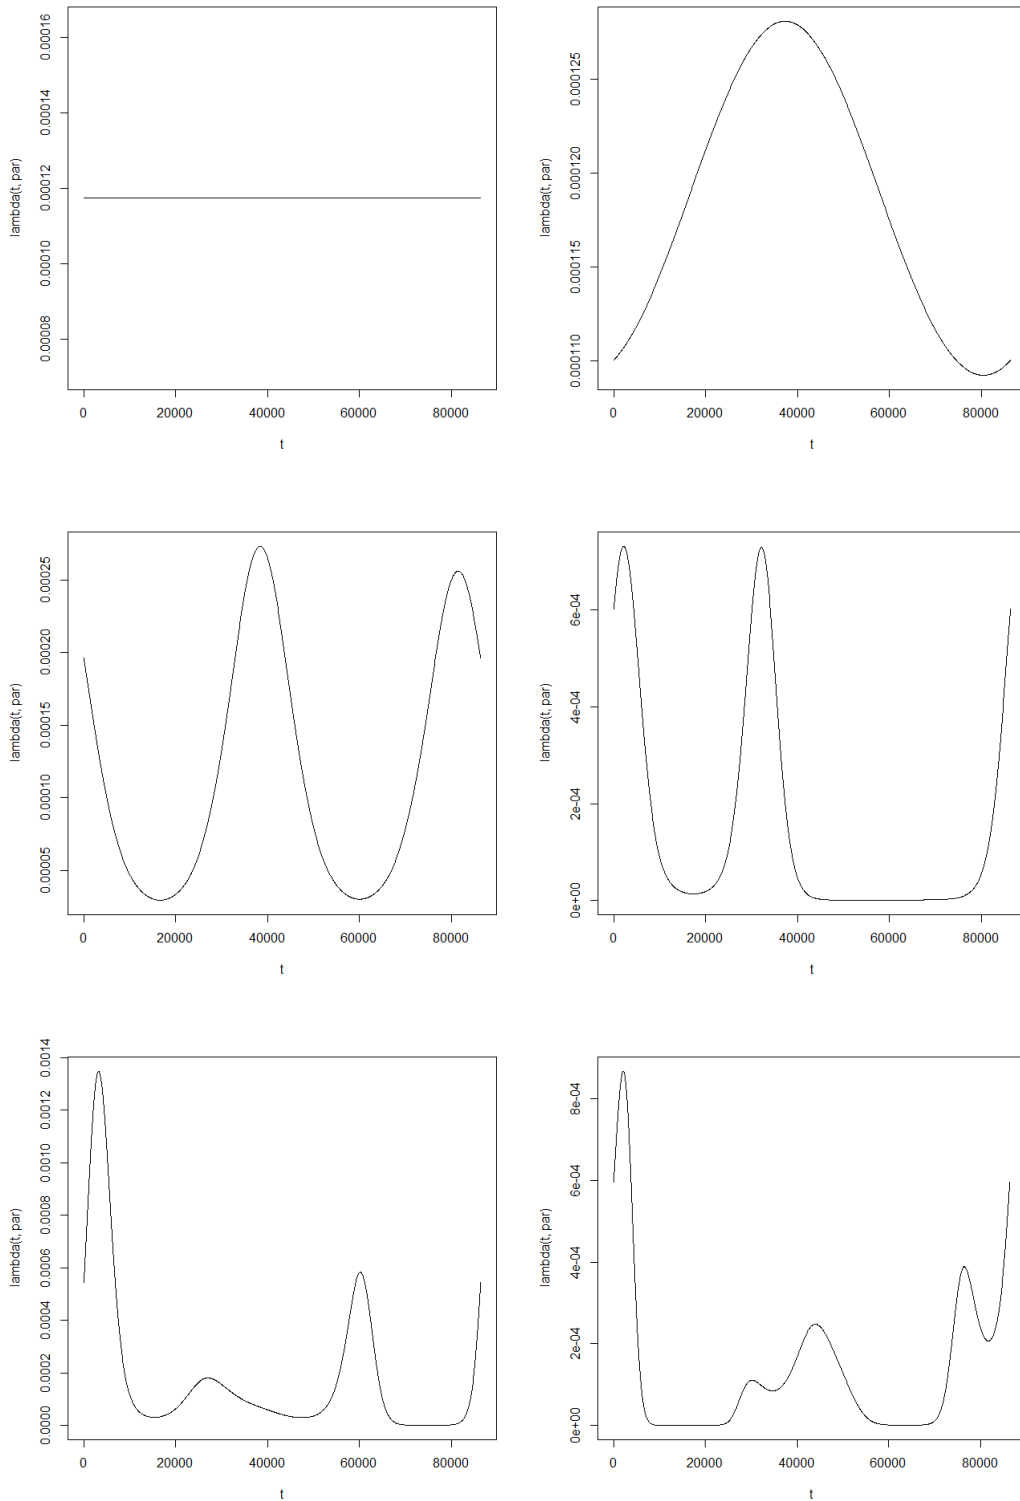 0.00016
0.00014
0.00012
0.00010
0.00008
lambda(t, par)
0 20000 40000 60000 80000
t
0.000125
0.000120
0.000115
0.000110
lambda(t, par)
0 20000 40000 60000 80000
t
0.00025
0.00020
0.00015
0.00010
0.00005
lambda(t, par)
0 20000 40000 60000 80000
t
6e-04
4e-04
2e-04
0e+00
lambda(t, par)
0 20000 40000 60000 80000
t
0.0014
0.0012
0.0010
0.0008
0.0006
0.0004
0.0002
0.0000
lambda(t, par)
0 20000 40000 60000 80000
t
8e-04
6e-04
4e-04
2e-04
0e+00
lambda(t, par)
0 20000 40000 60000 80000
t